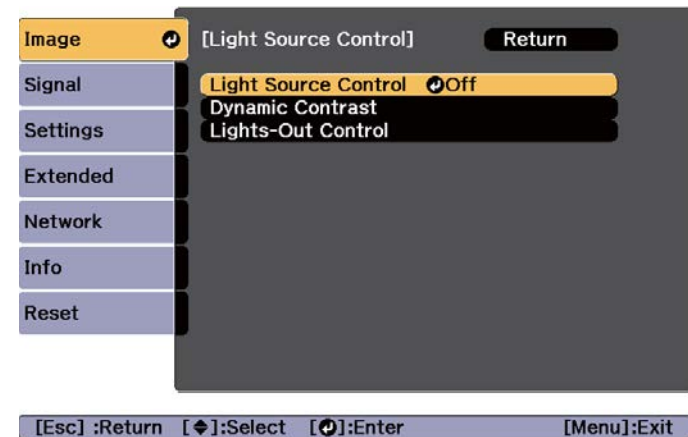 Image
Signal
Settings
Extended
Network
Info
Reset
[Light Source Control] Return
Light Source Control Off
Dynamic Contrast
Lights-Out Control
[Esc] :Return [ ]:Select [ ]:Enter [Menu]:Exit